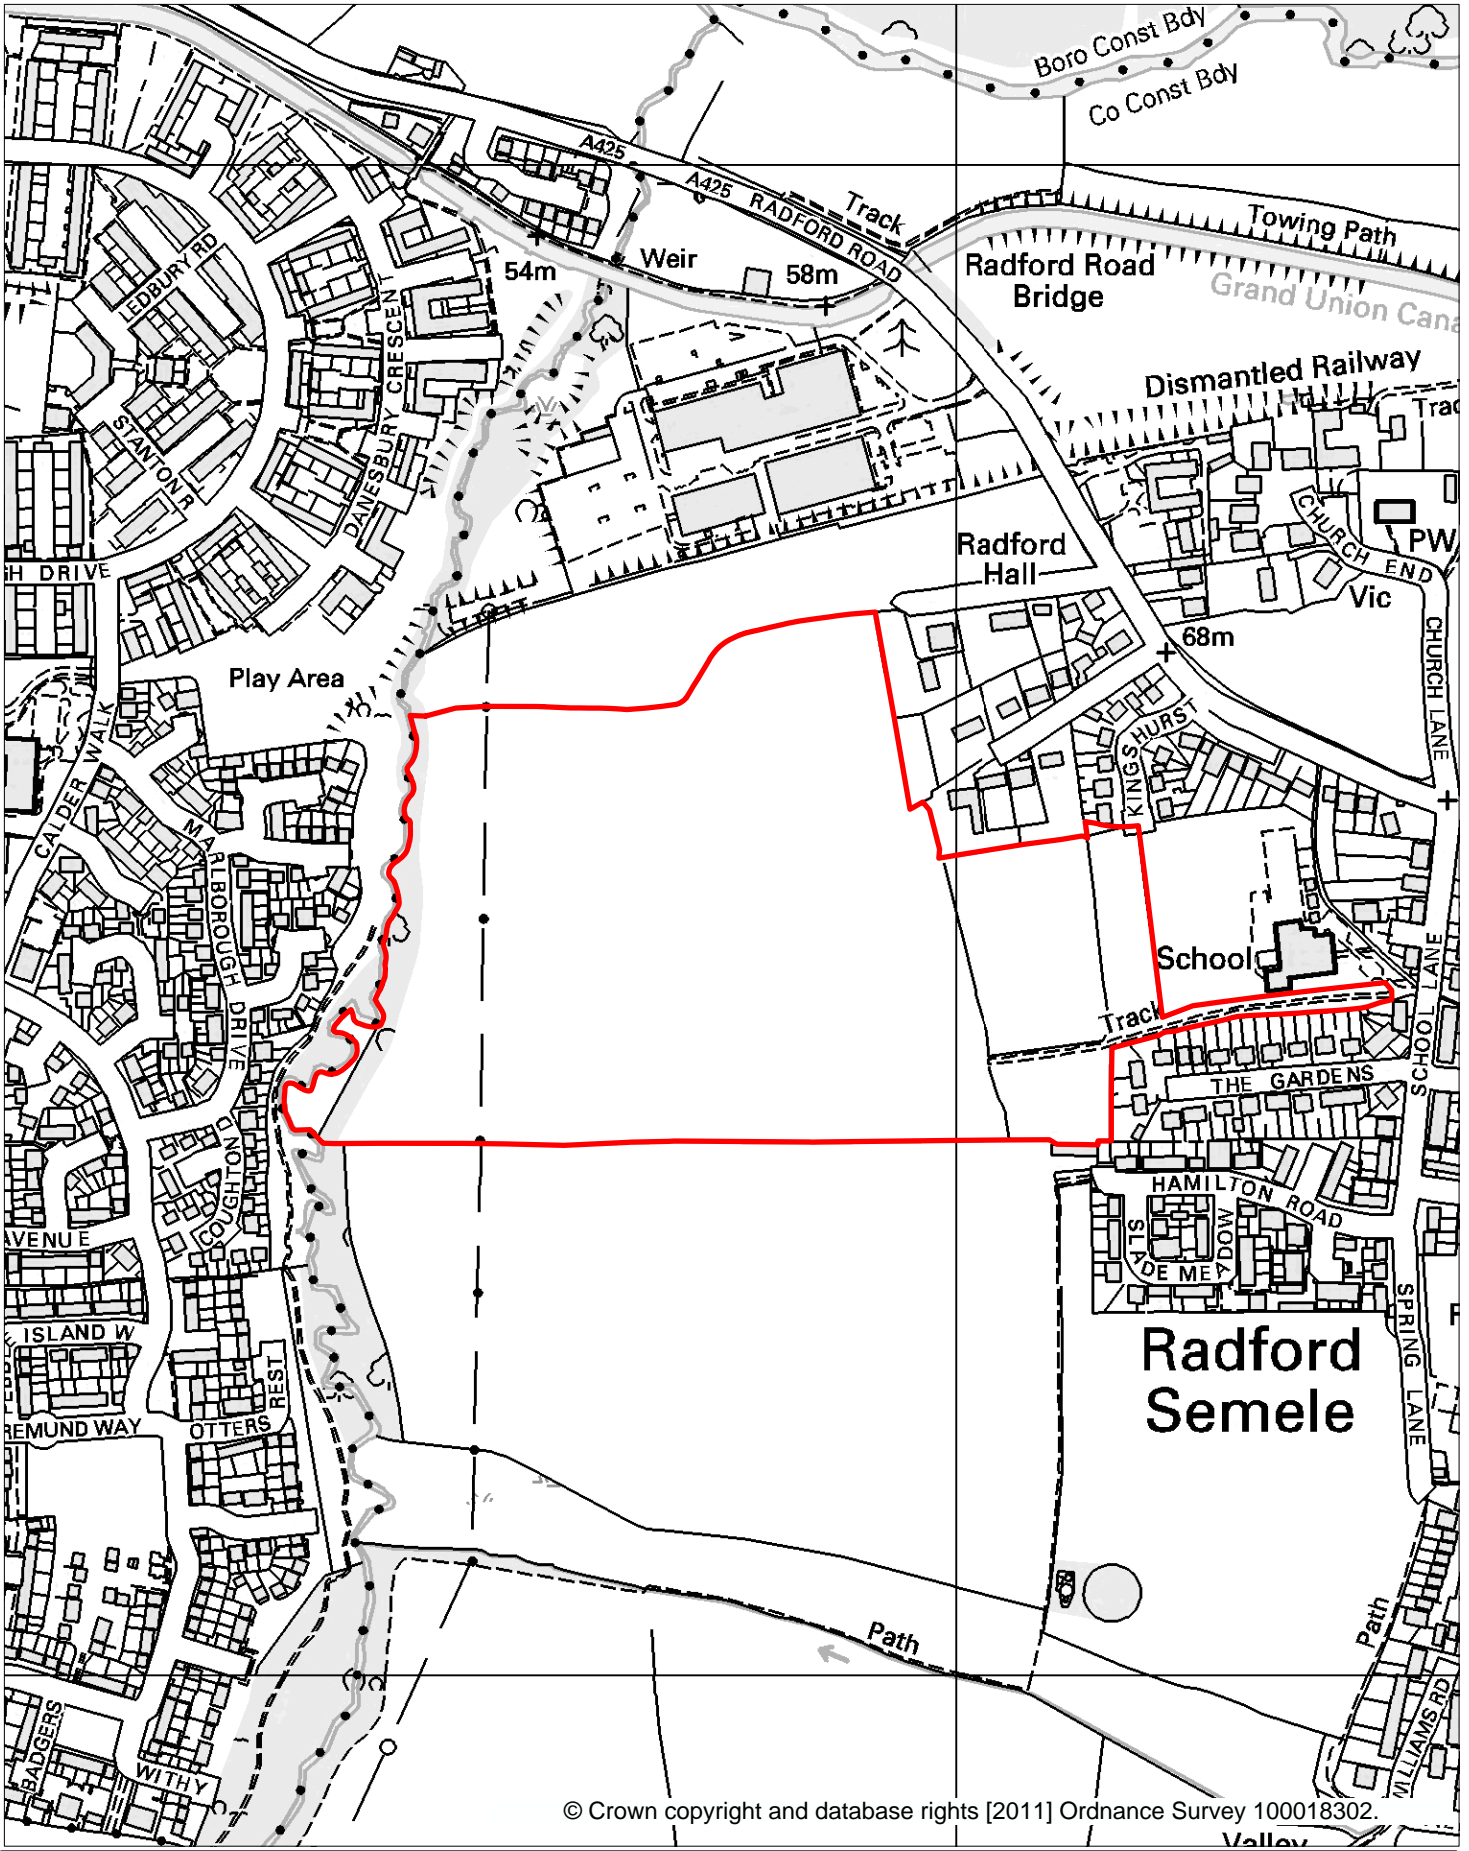 Boro Const Bdy
Co Const Bdy
A425
A425 RADFORD ROAD
Track
Towing Path
Weir
54m
58m
Radford Road
Bridge
Grand Union Cana
EDBURY RD
DANESBURY CRESCENT
STANTON R
Dismantled Railway
Trac
CHURCH END
PW
Vic
Radford
Hall
GH DRIVE
68m
CHURCH LANE
Play Area
CALDER WALK
KINGSHURST
MARLBOROUGH DRIVE
School
Track
SCHOOL LANE
THE GARDENS
COUGHTON
HAMILTON ROAD
SLADE MEADOW
AVENUE
ISLAND W
SPRING LANE
Radford
Semele
REMUND WAY
OTTERS REST
Path
Path
WILLIAMS RD
BADGERS
WITHY
© Crown copyright and database rights [2011] Ordnance Survey 100018302.
Valley